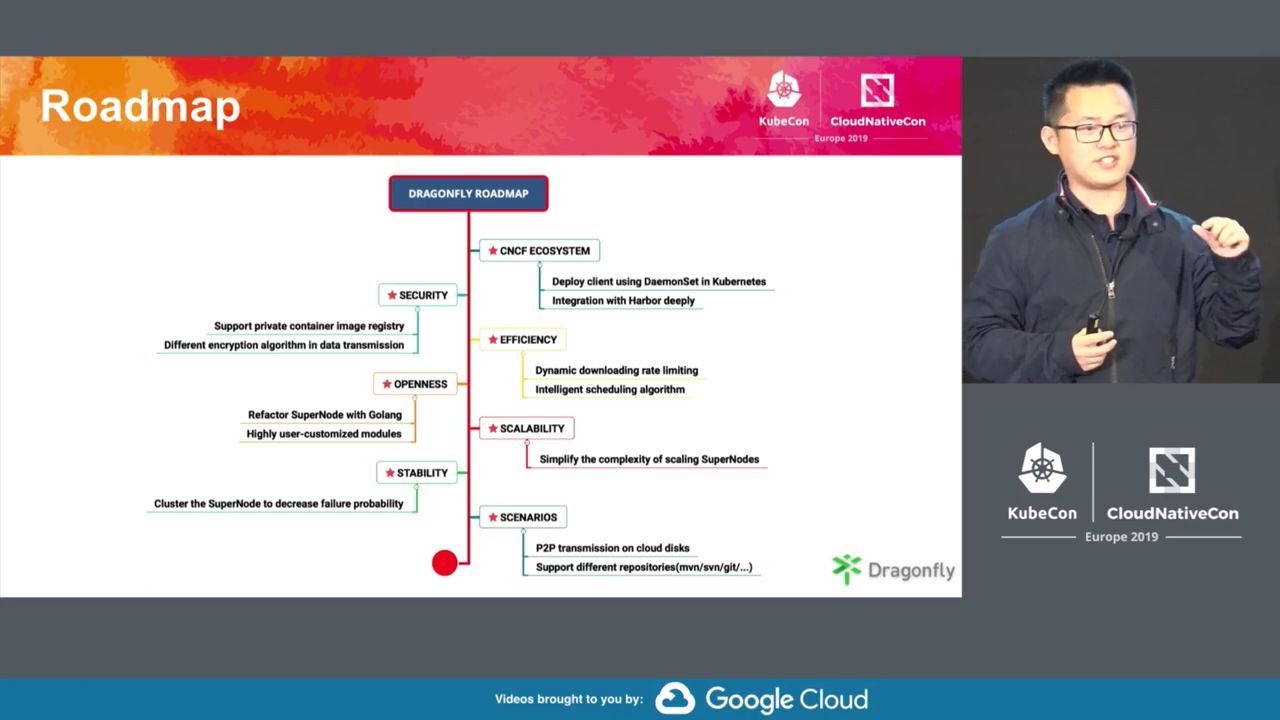 Roadmap
KubeCon
CloudNativeCon
Europe 2019
DRAGONFLY ROADMAP
CNCF ECOSYSTEM
Deploy client using DaemonSet in Kubernetes
Integration with Harbor deeply
SECURITY
Support private container image registry
Different encryption algorithm in data transmission
EFFICIENCY
Dynamic downloading rate limiting
Intelligent scheduling algorithm
OPENNESS
Refactor SuperNode with Golang
Highly user-customized modules
SCALABILITY
Simplify the complexity of scaling SuperNodes
STABILITY
Cluster the SuperNode to decrease failure probability
SCENARIOS
P2P transmission on cloud disks
Support different repositories(mvn/svn/git/...)
Dragonfly
KubeCon
CloudNativeCon
Europe 2019
Videos brought to you by:
Google Cloud